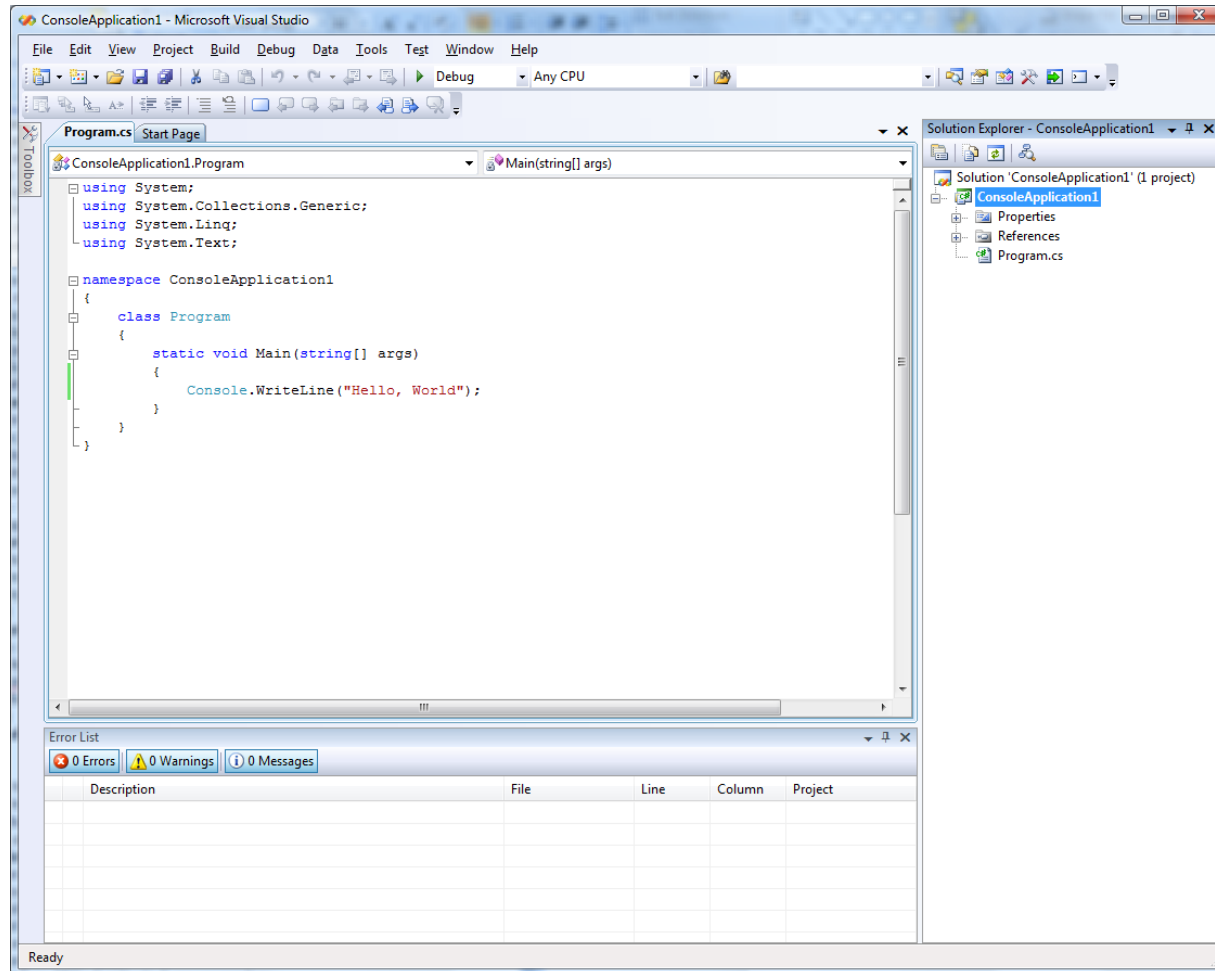 ConsoleApplication1 - Microsoft Visual Studio
File Edit View Project Build Debug Data Tools Test Window Help
Debug Any CPU
Toolbox
Program.cs Start Page
ConsoleApplication1.Program Main(string[] args)
using System;
using System.Collections.Generic;
using System.Linq;
using System.Text;
namespace ConsoleApplication1
{
class Program
{
static void Main(string[] args)
{
Console.WriteLine("Hello, World");
}
}
}
Error List
0 Errors 0 Warnings 0 Messages
Description File Line Column Project
Solution Explorer - ConsoleApplication1
Solution 'ConsoleApplication1' (1 project)
ConsoleApplication1
Properties
References
Program.cs
Ready